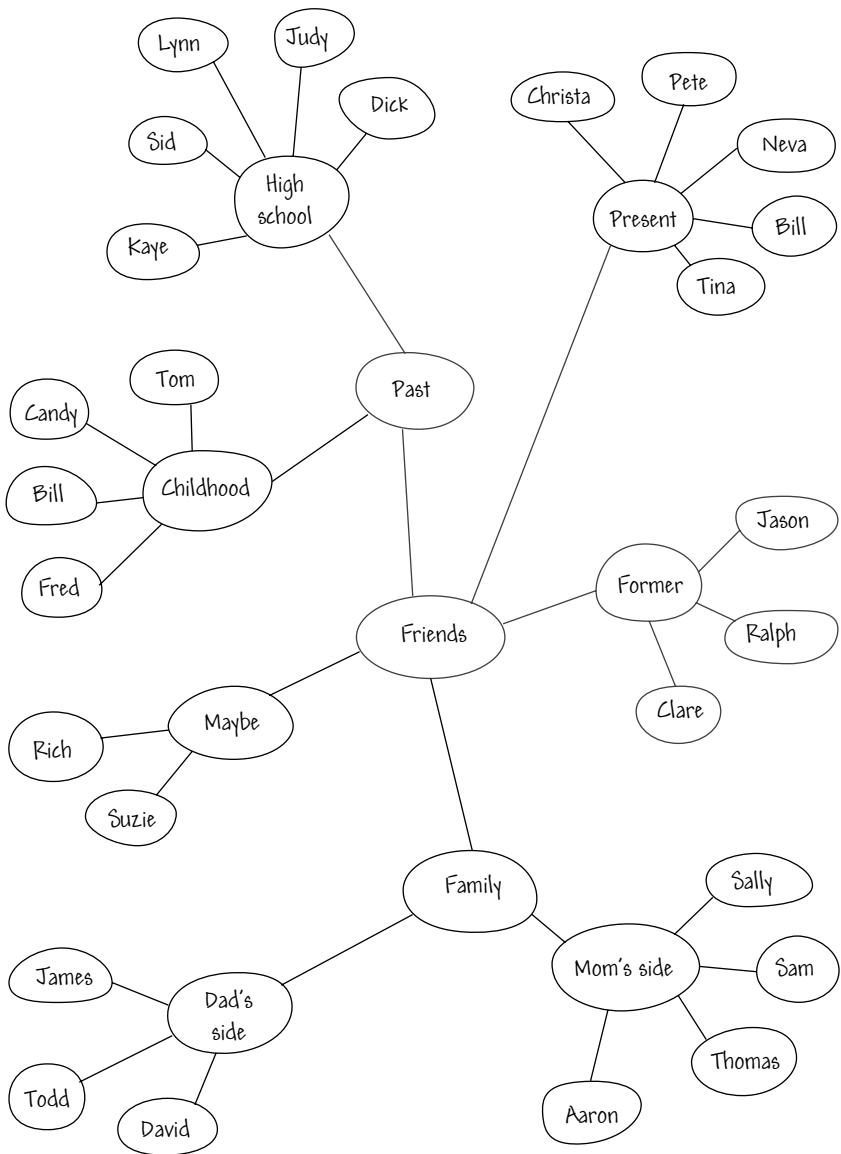 Lynn
Judy
Dick
Sid
High
school
Kaye
Christa
Pete
Neva
Present
Bill
Tina
Past
Tom
Candy
Childhood
Bill
Fred
Friends
Former
Jason
Ralph
Clare
Maybe
Rich
Suzie
Family
Sally
Mom's side
Sam
Thomas
Aaron
James
Dad's
side
Todd
David